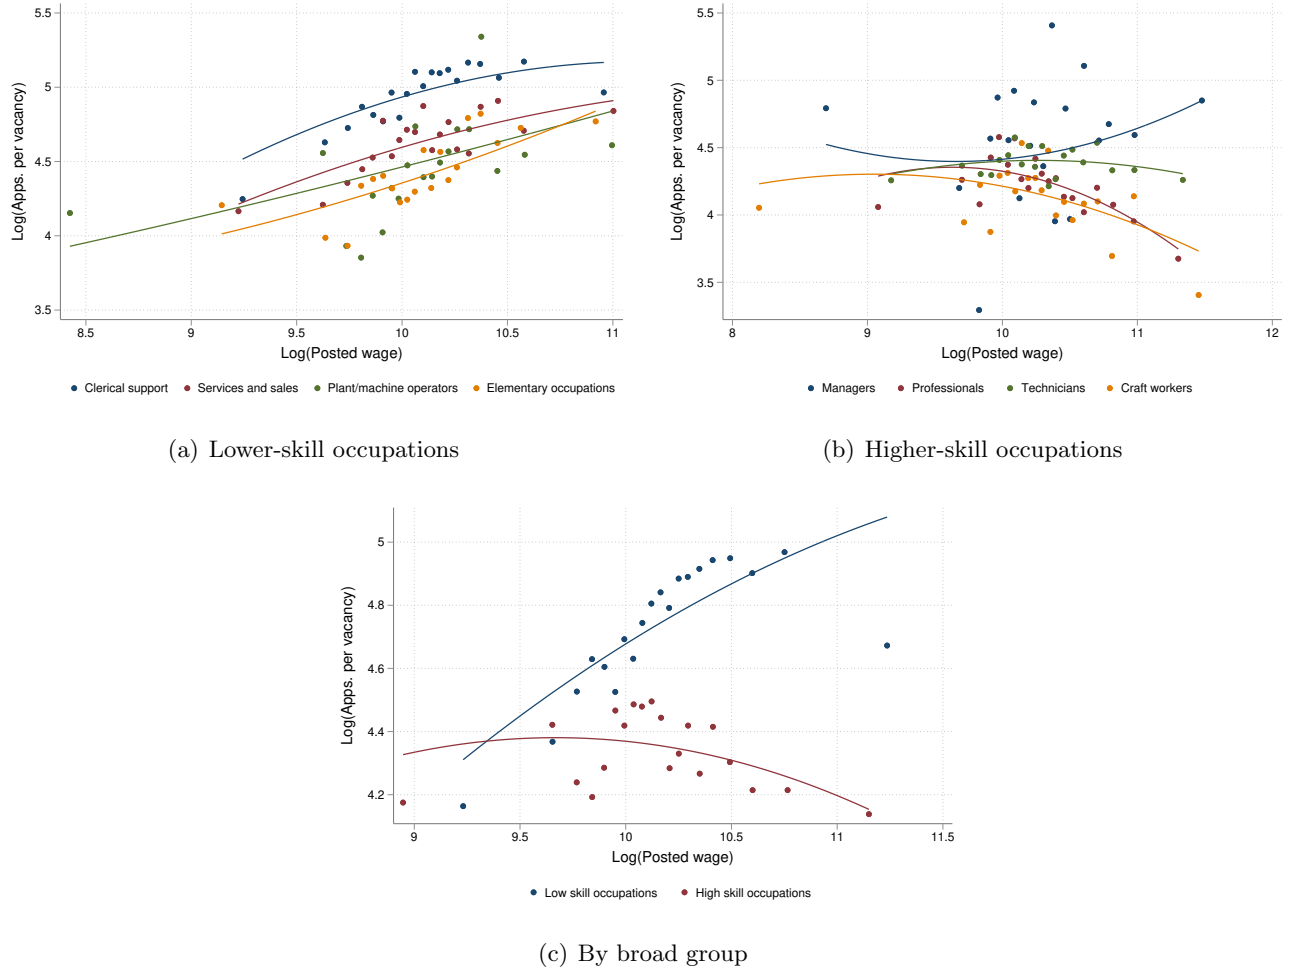 5.5
5
4.5
4
3.5
Log(Apps. per vacancy)
8.5 9 9.5 10 10.5 11
Log(Posted wage)
Clerical support Services and sales Plant/machine operators Elementary occupations
(a) Lower-skill occupations
5.5
5
4.5
4
3.5
Log(Apps. per vacancy)
8 9 10 11 12
Log(Posted wage)
Managers Professionals Technicians Craft workers
(b) Higher-skill occupations
5
4.8
4.6
4.4
4.2
Log(Apps. per vacancy)
9 9.5 10 10.5 11 11.5
Log(Posted wage)
Low skill occupations High skill occupations
(c) By broad group